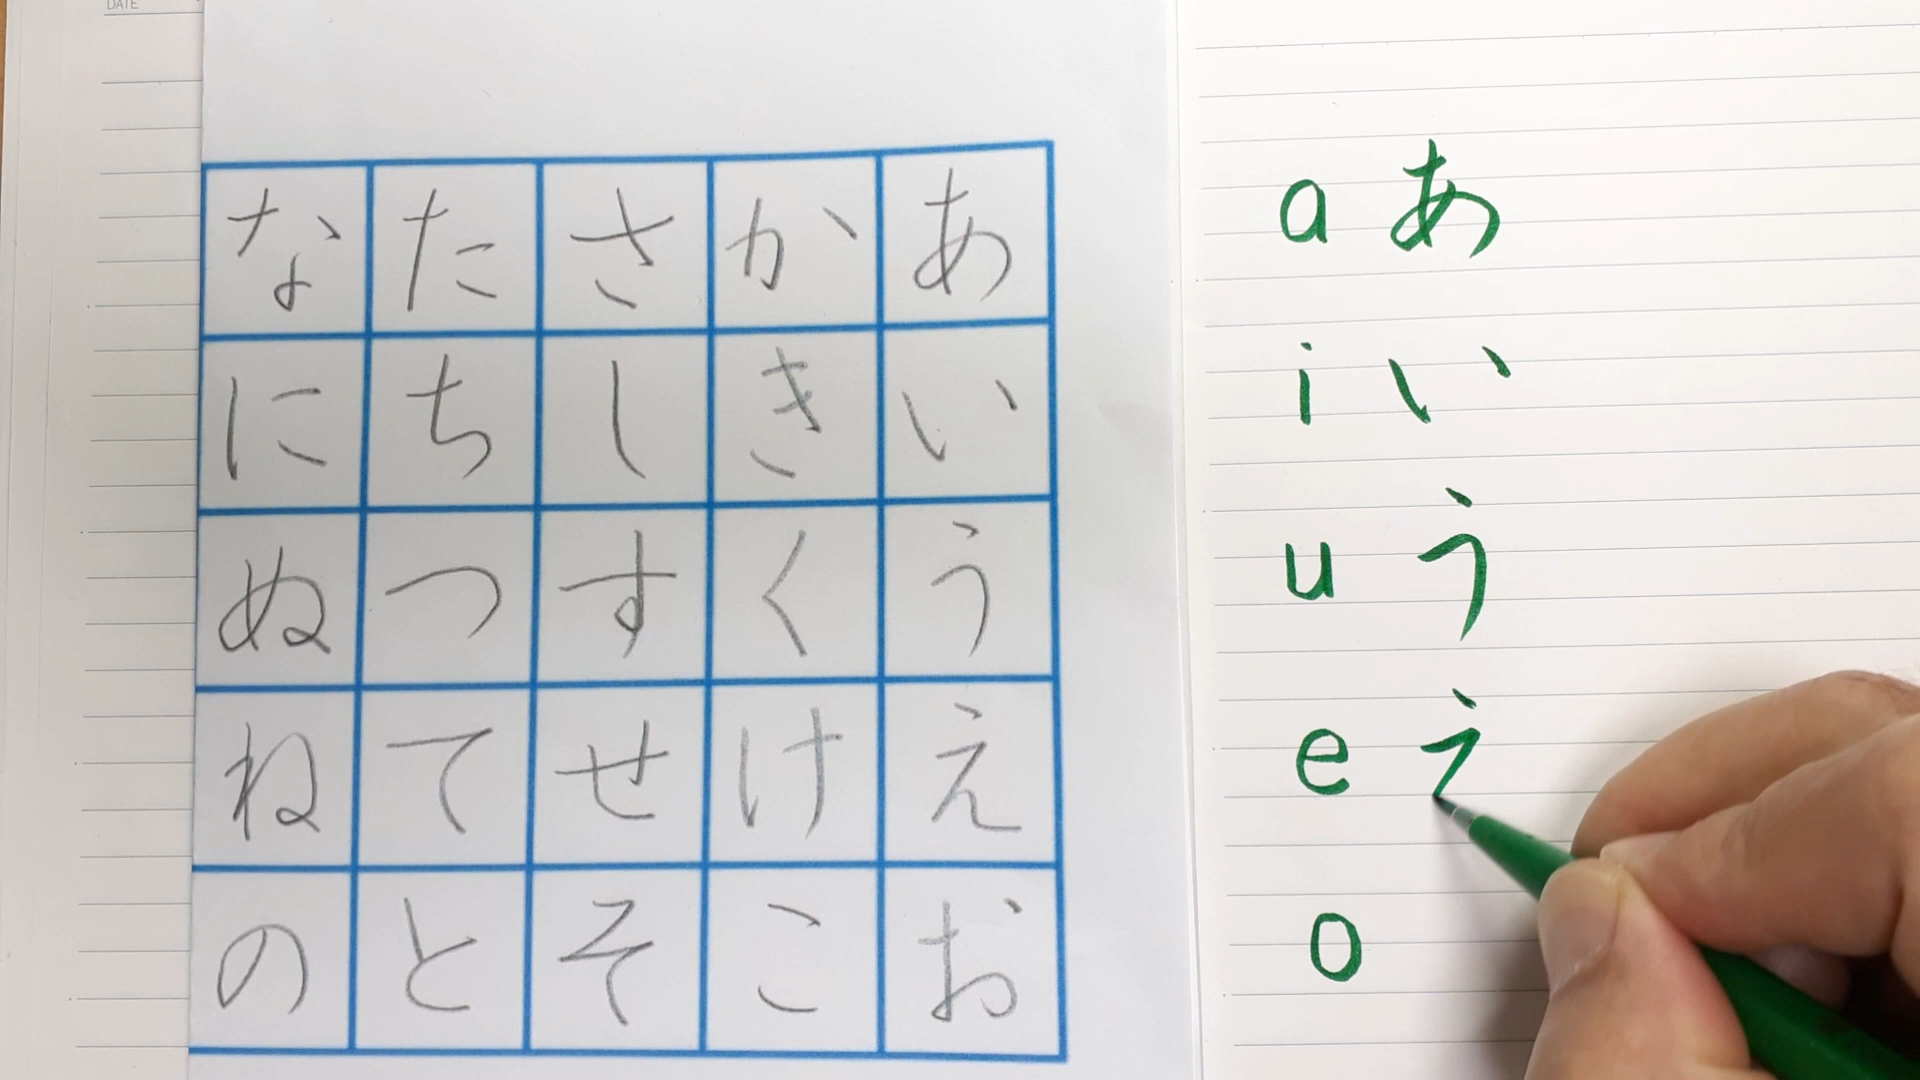 DATE
な た さ か あ
に ち し き い
ぬ つ す く う
ね て せ け え
の と そ こ お
a あ
i い
u う
e
o